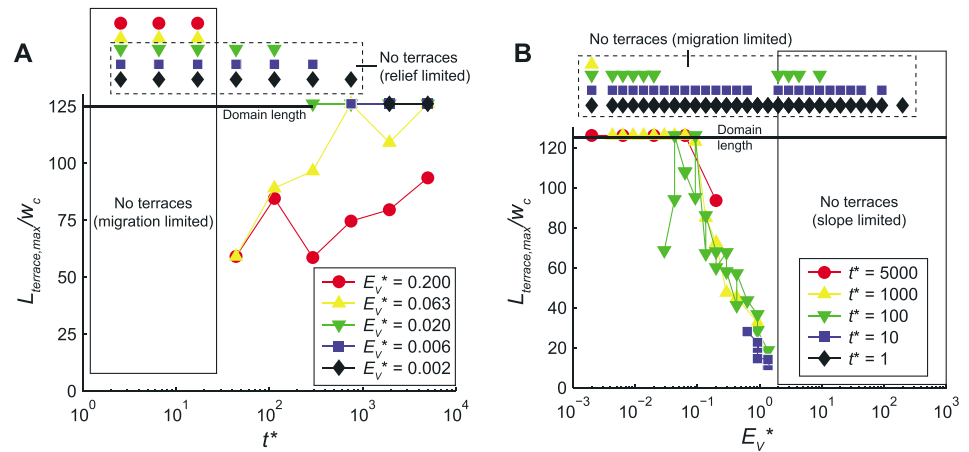 A
No terraces
(relief limited)
125
Domain length
100
75
50
25
0
No terraces
(migration limited)
L_terrace,max/w_c
E_V* = 0.200
E_V* = 0.063
E_V* = 0.020
E_V* = 0.006
E_V* = 0.002
10^0 10^1 10^2 10^3 10^4
t*
B
No terraces (migration limited)
Domain
length
120
100
80
60
40
20
0
No terraces
(slope limited)
L_terrace,max/w_c
t* = 5000
t* = 1000
t* = 100
t* = 10
t* = 1
10^−3 10^−2 10^−1 10^0 10^1 10^2 10^3
E_V*